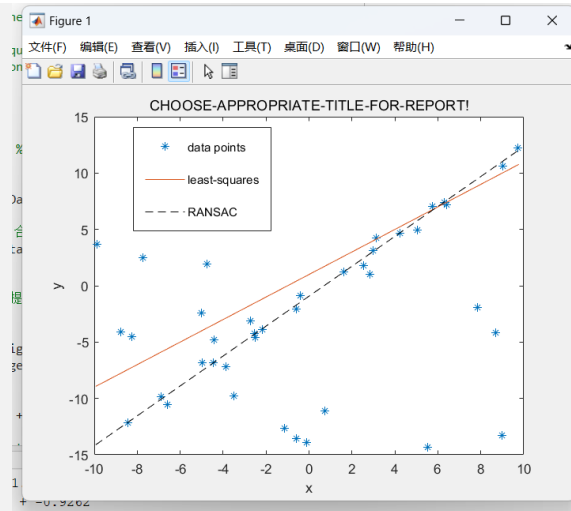 Figure 1
文件(F) 编辑(E) 查看(V) 插入(I) 工具(T) 桌面(D) 窗口(W) 帮助(H)
CHOOSE-APPROPRIATE-TITLE-FOR-REPORT!
data points
least-squares
RANSAC
15
10
5
0
-5
-10
-15
y
-10 -8 -6 -4 -2 0 2 4 6 8 10
x
+ -0.9262